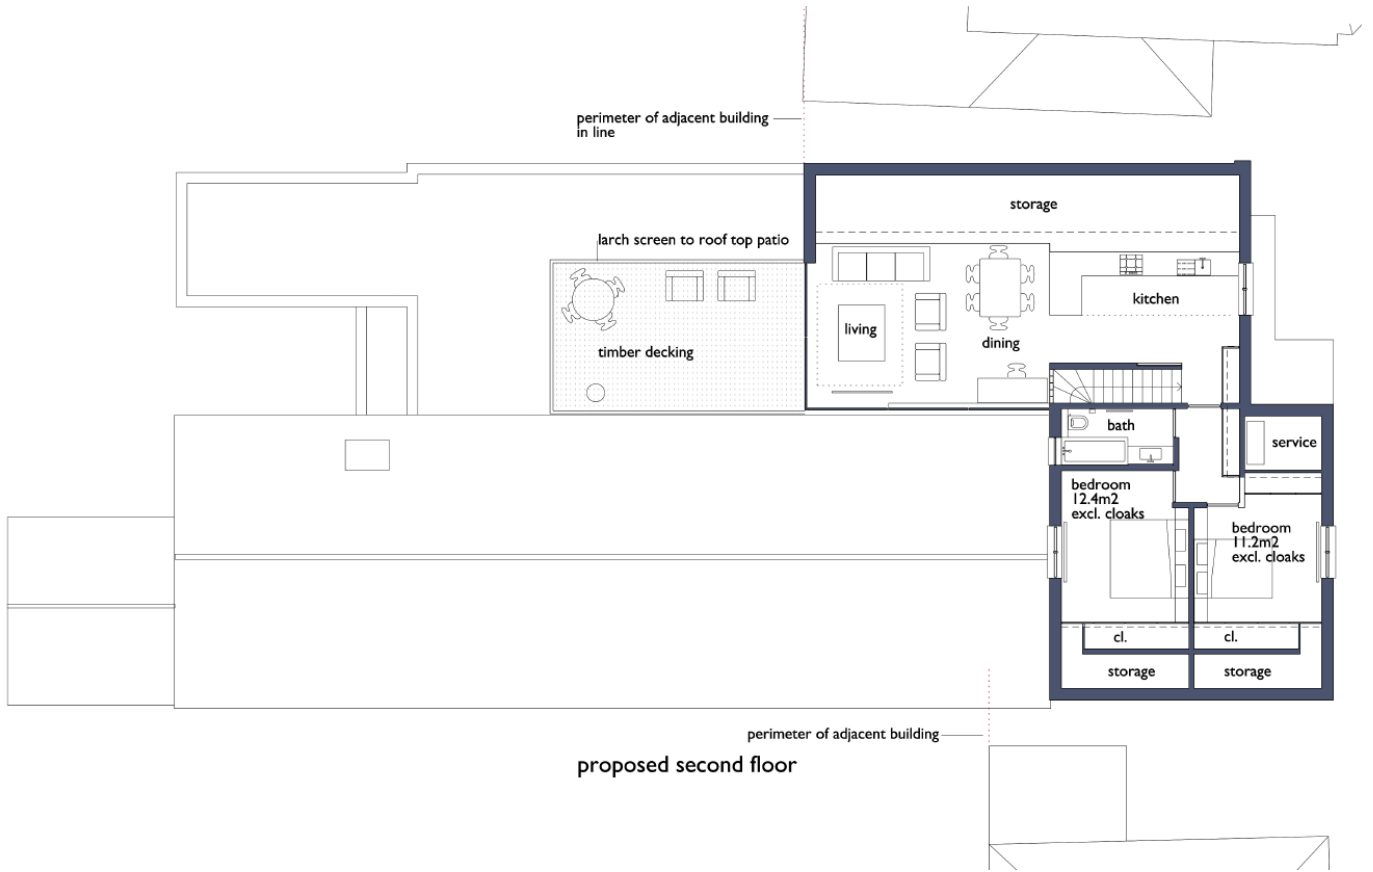 perimeter of adjacent building
in line
storage
larch screen to roof top patio
kitchen
living
dining
timber decking
bath
service
bedroom
12.4m2
excl. cloaks
bedroom
11.2m2
excl. cloaks
cl.
cl.
storage
storage
perimeter of adjacent building
proposed second floor